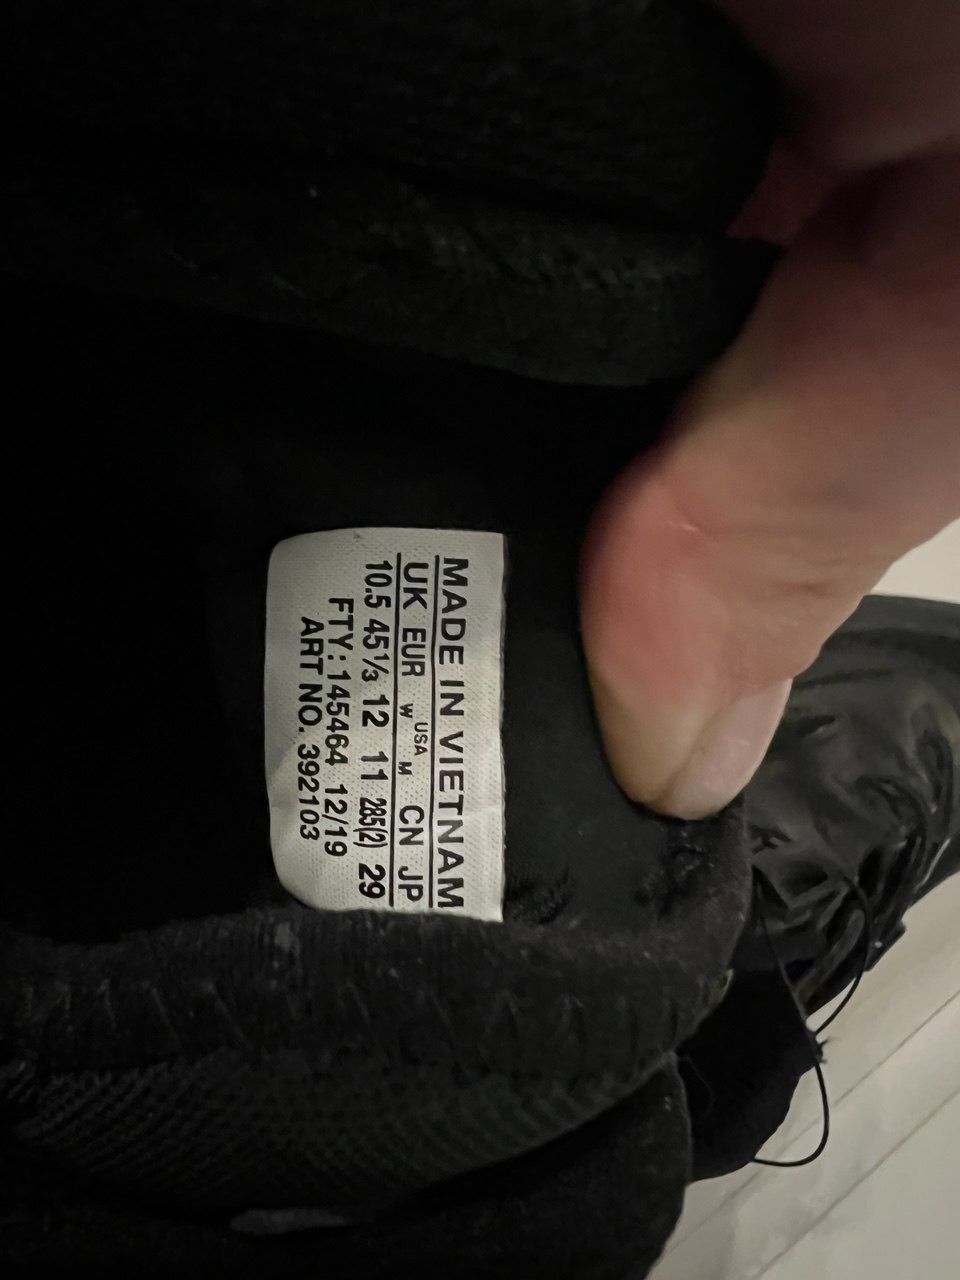 MADE IN VIETNAM
UK EUR W USA M CN JP
10.5 45⅓ 12 11 285(2) 29
FTY:145464 12/19
ART NO. 392103